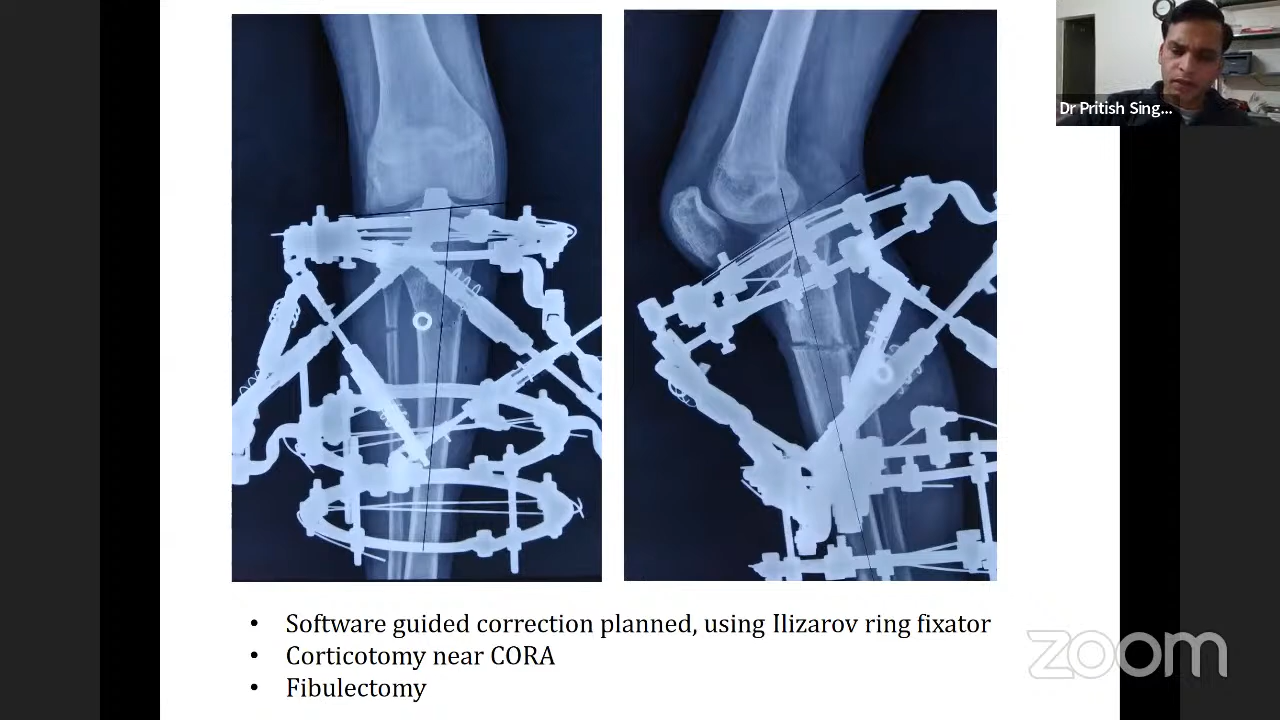 Dr Pritish Sing...
• Software guided correction planned, using Ilizarov ring fixator
• Corticotomy near CORA
• Fibulectomy
zoom